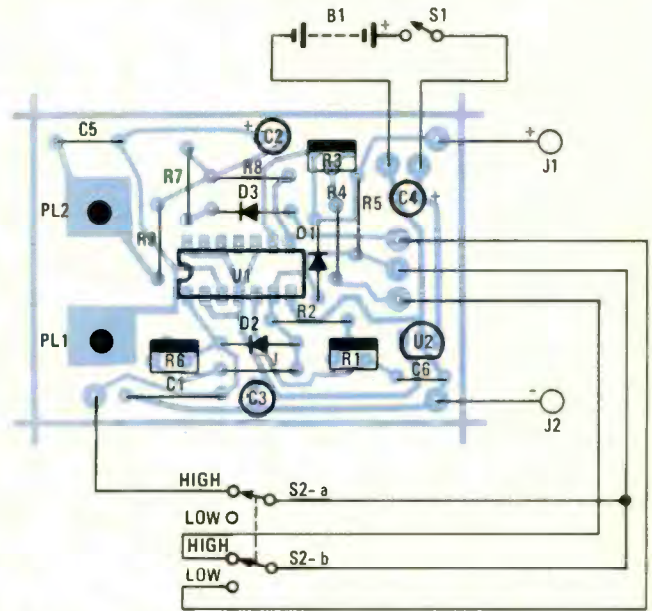 B1
S1
+
C5
+
C2
+
J1
R7
R8
R3
PL2
D3
R4
R5
C4
+
R9
D1
U1
R2
PL1
D2
U2
R6
J
R1
C6
C1
C3
-
J2
HIGH
S2-a
LOW
HIGH
S2-b
LOW